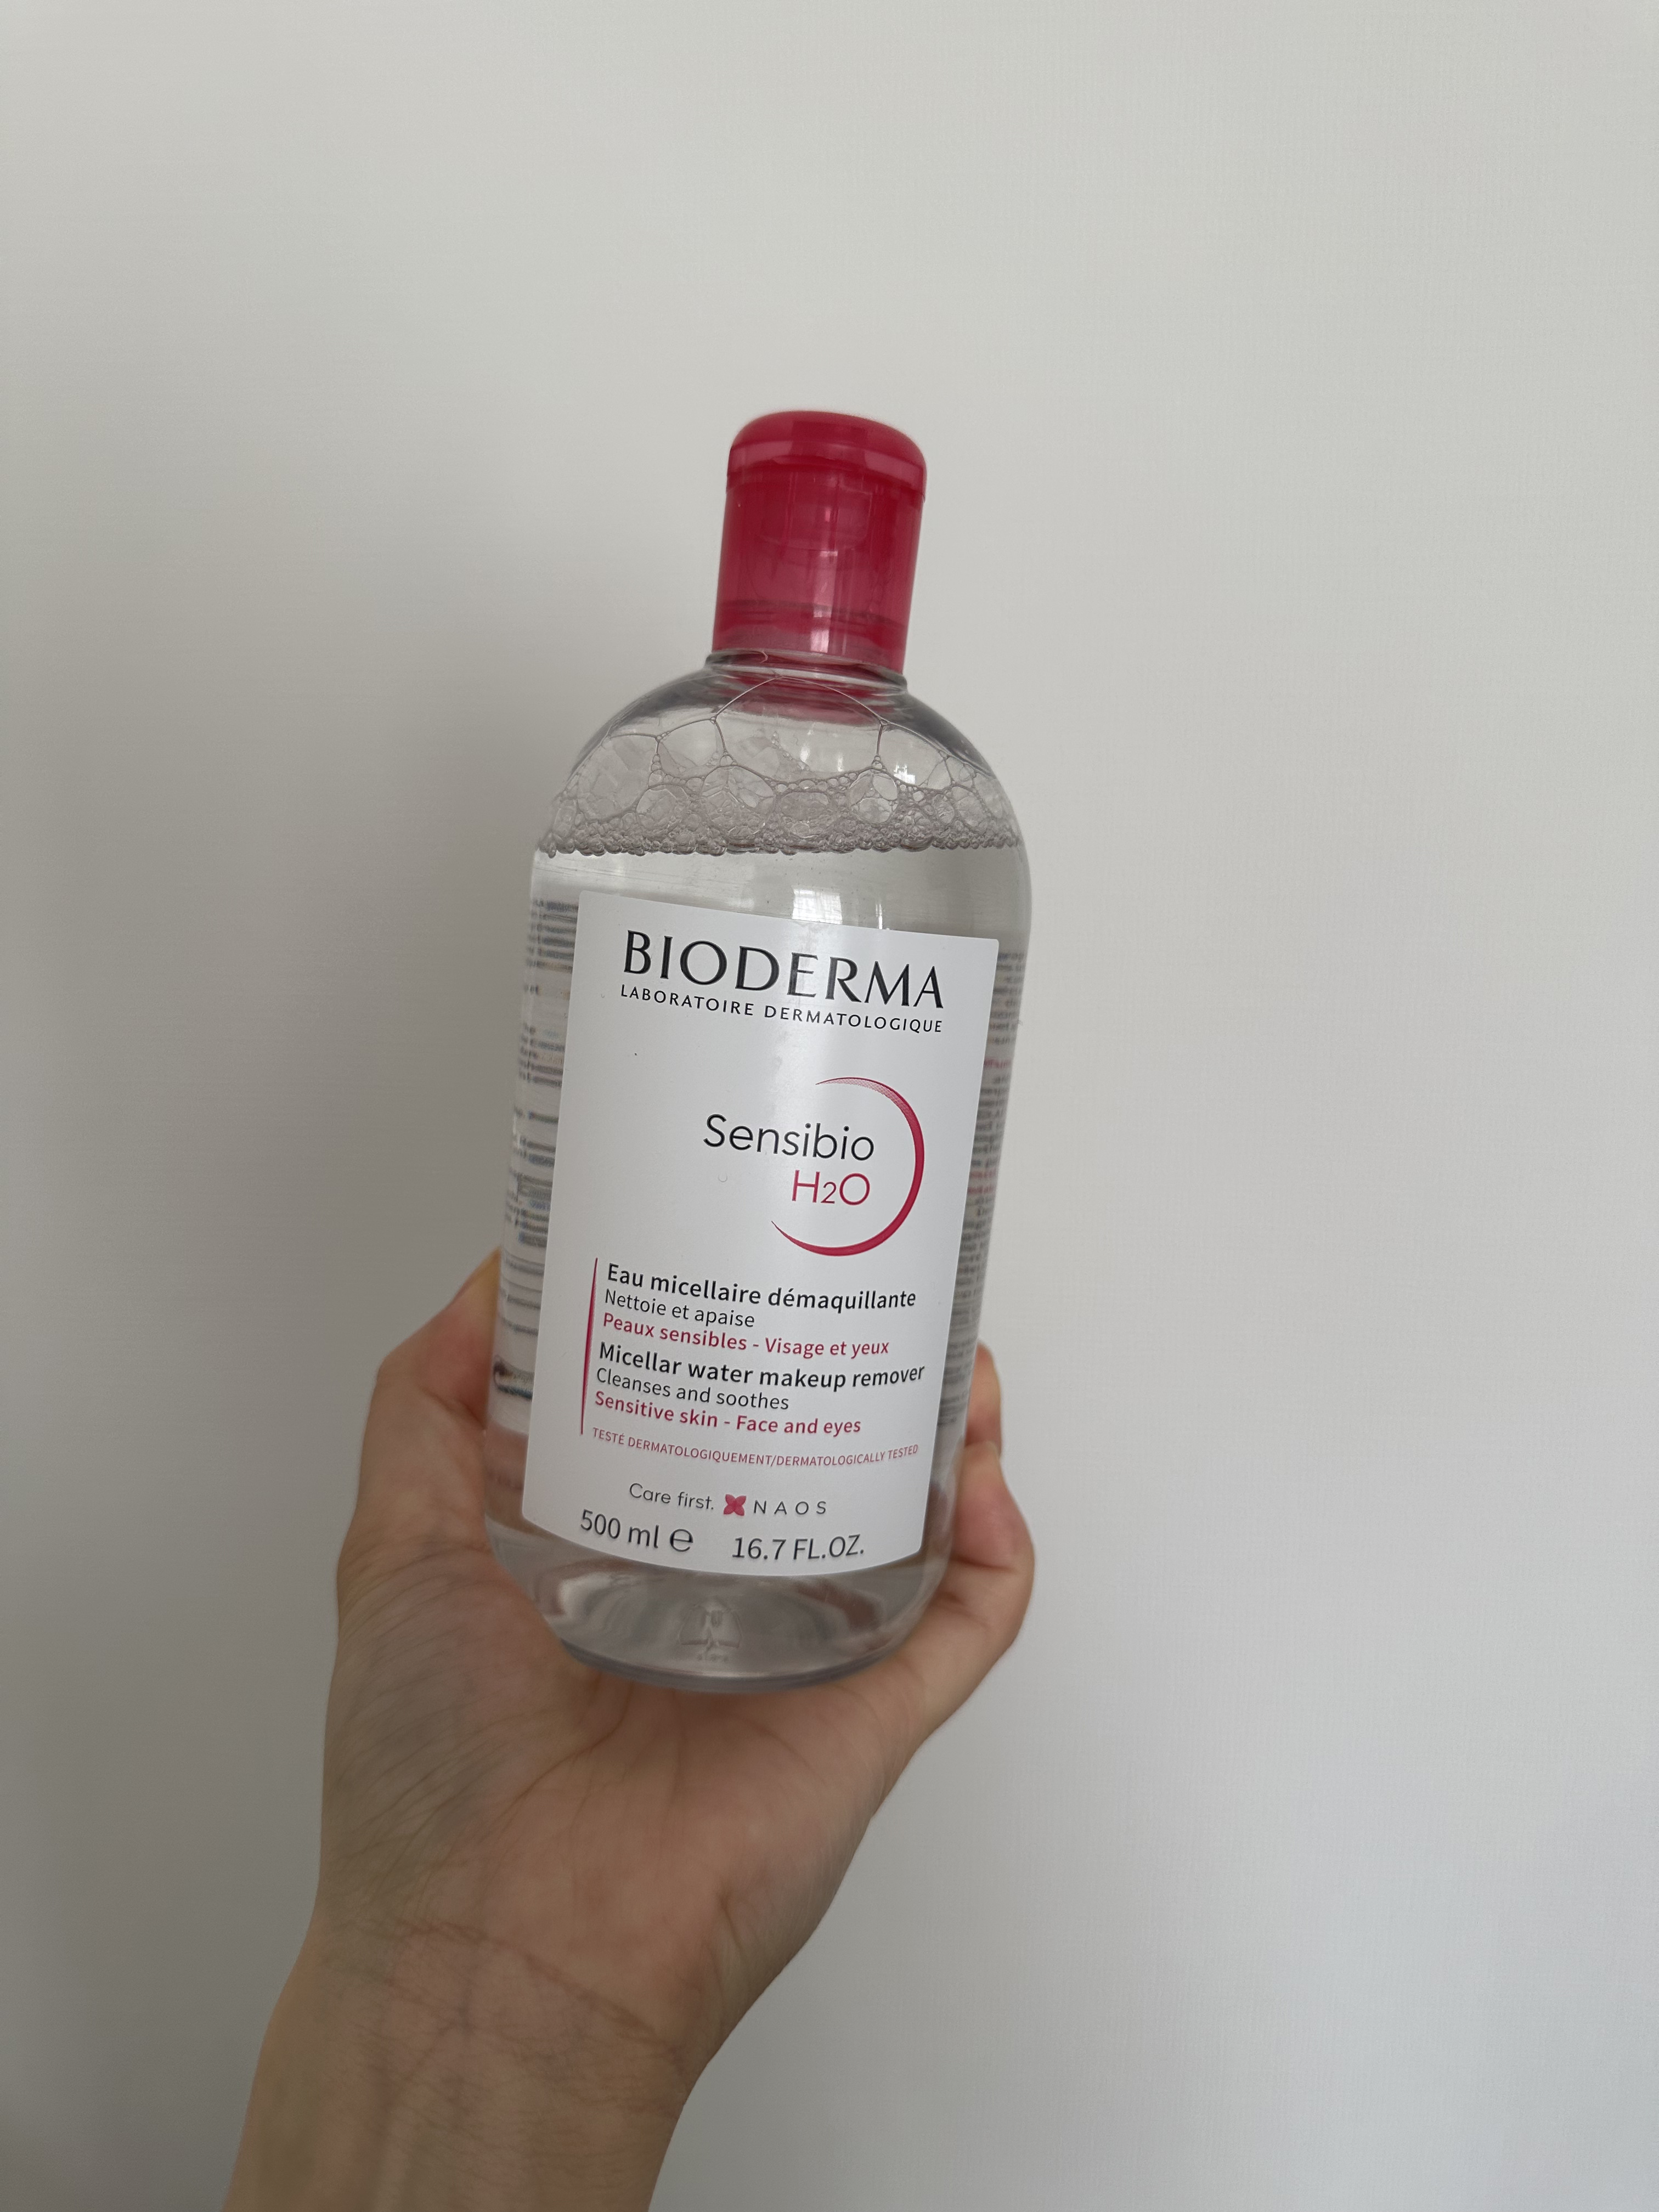 BIODERMA
LABORATOIRE DERMATOLOGIQUE
Sensibio
H2O
Eau micellaire démaquillante
Nettoie et apaise
Peaux sensibles - Visage et yeux
Micellar water makeup remover
Cleanses and soothes
Sensitive skin - Face and eyes
TESTÉ DERMATOLOGIQUEMENT/DERMATOLOGICALLY TESTED
Care first. NAOS
500 ml ℮ 16.7 FL.OZ.